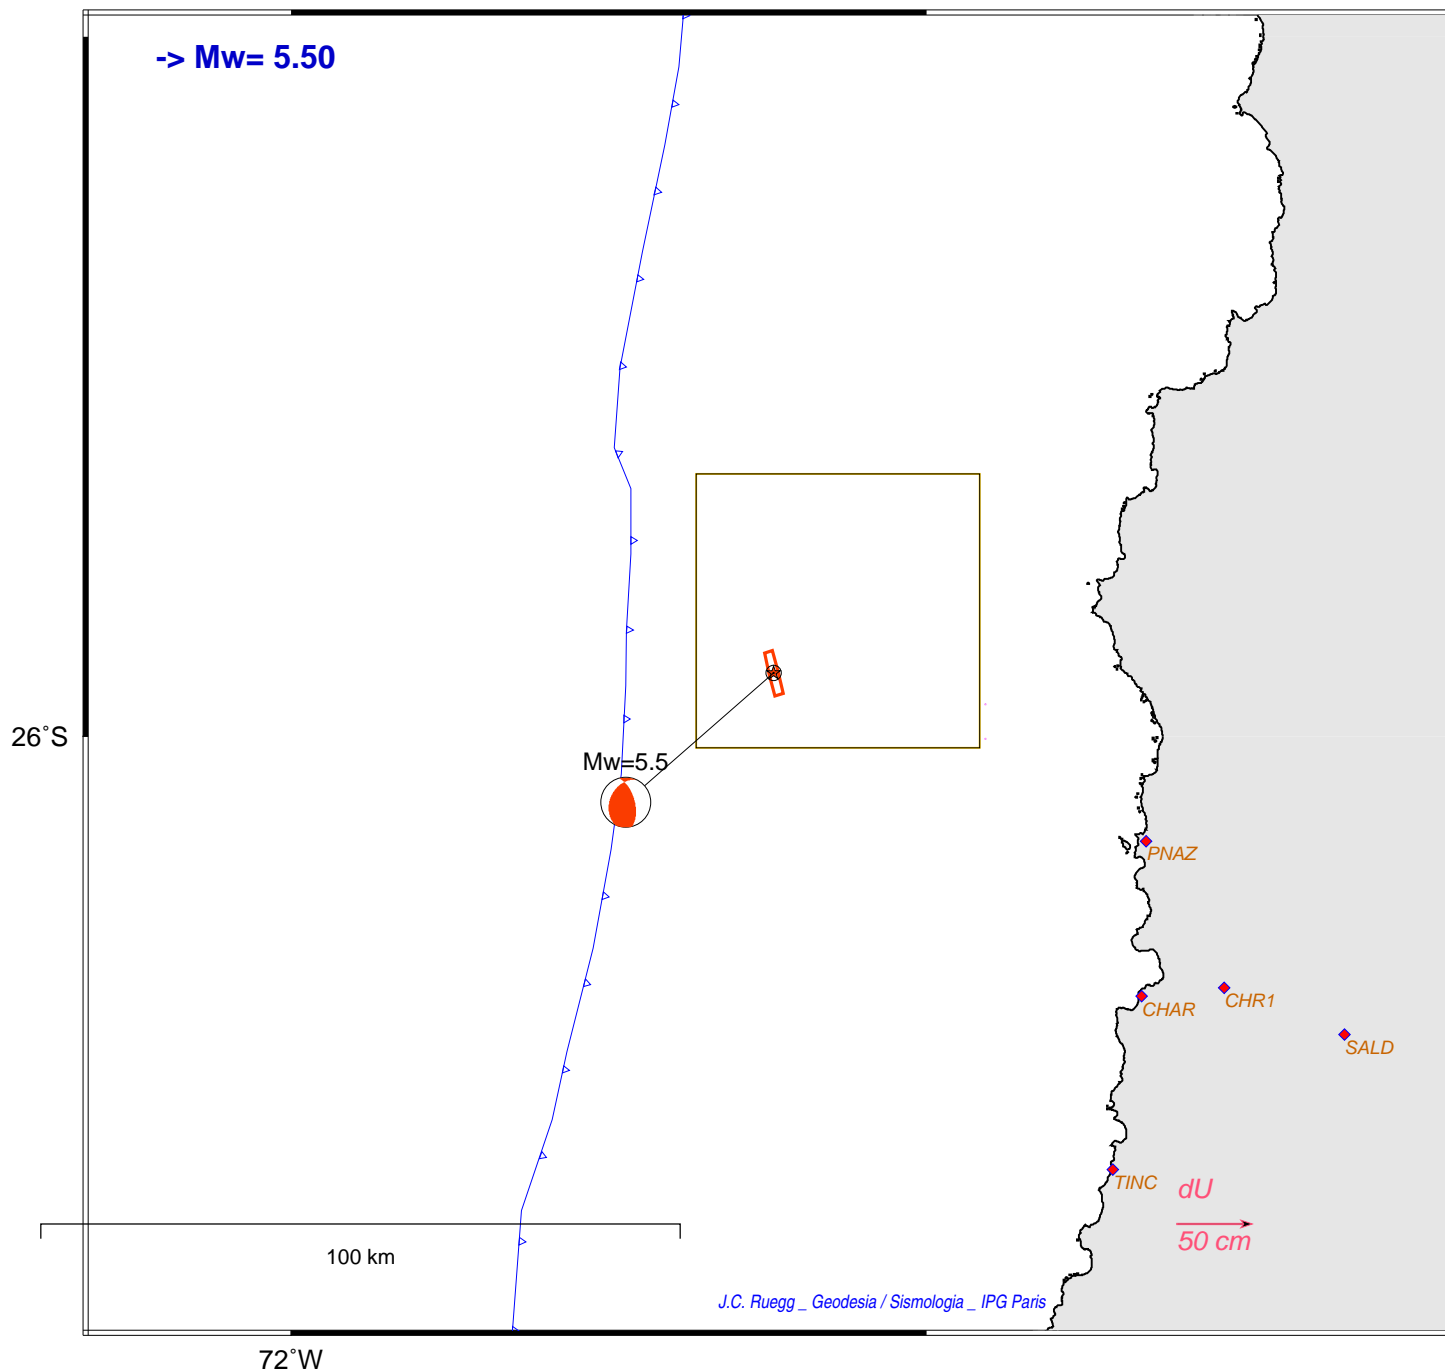 -> Mw= 5.50
26°S
Mw=5.5
PNAZ
CHAR
CHR1
SALD
TINC
dU
50 cm
100 km
J.C. Ruegg _ Geodesia / Sismologia _ IPG Paris
72°W